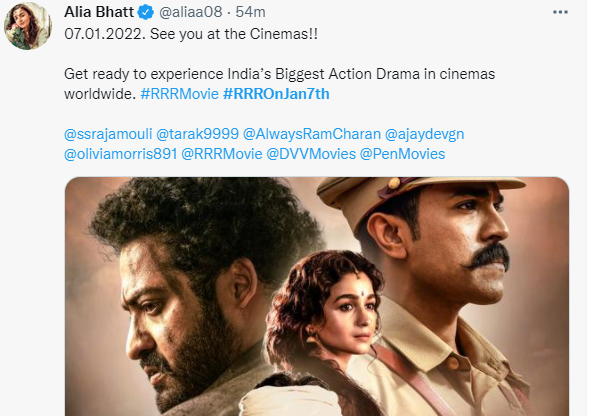 Alia Bhatt @aliaa08 · 54m
07.01.2022. See you at the Cinemas!!
Get ready to experience India’s Biggest Action Drama in cinemas
worldwide. #RRRMovie #RRROnJan7th
@ssrajamouli @tarak9999 @AlwaysRamCharan @ajaydevgn
@oliviamorris891 @RRRMovie @DVVMovies @PenMovies